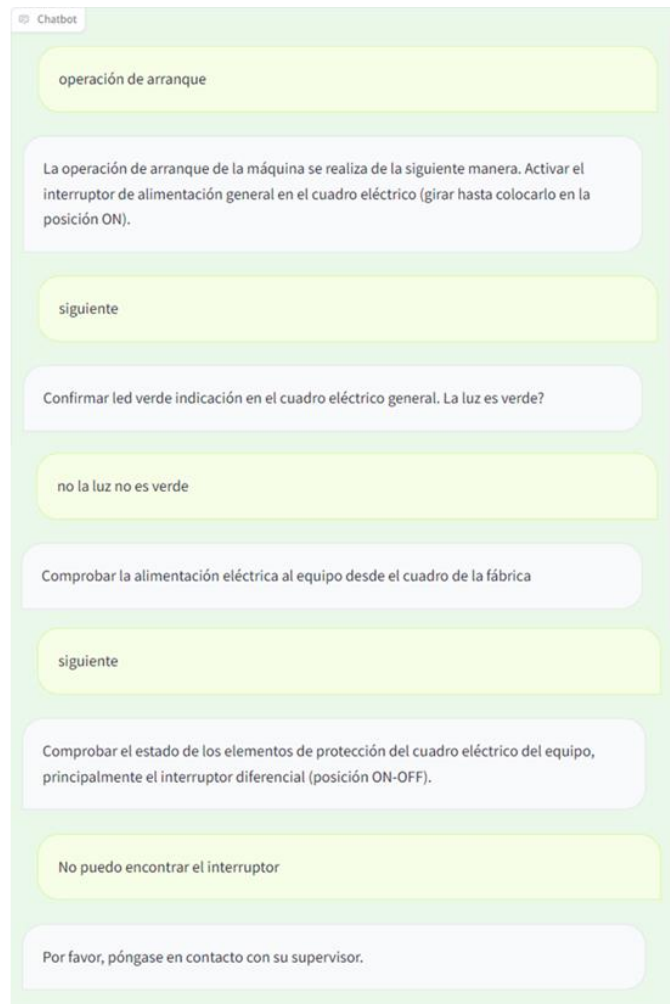 Chatbot
operación de arranque
La operación de arranque de la máquina se realiza de la siguiente manera. Activar el
interruptor de alimentación general en el cuadro eléctrico (girar hasta colocarlo en la
posición ON).
siguiente
Confirmar led verde indicación en el cuadro eléctrico general. La luz es verde?
no la luz no es verde
Comprobar la alimentación eléctrica al equipo desde el cuadro de la fábrica
siguiente
Comprobar el estado de los elementos de protección del cuadro eléctrico del equipo,
principalmente el interruptor diferencial (posición ON-OFF).
No puedo encontrar el interruptor
Por favor, póngase en contacto con su supervisor.